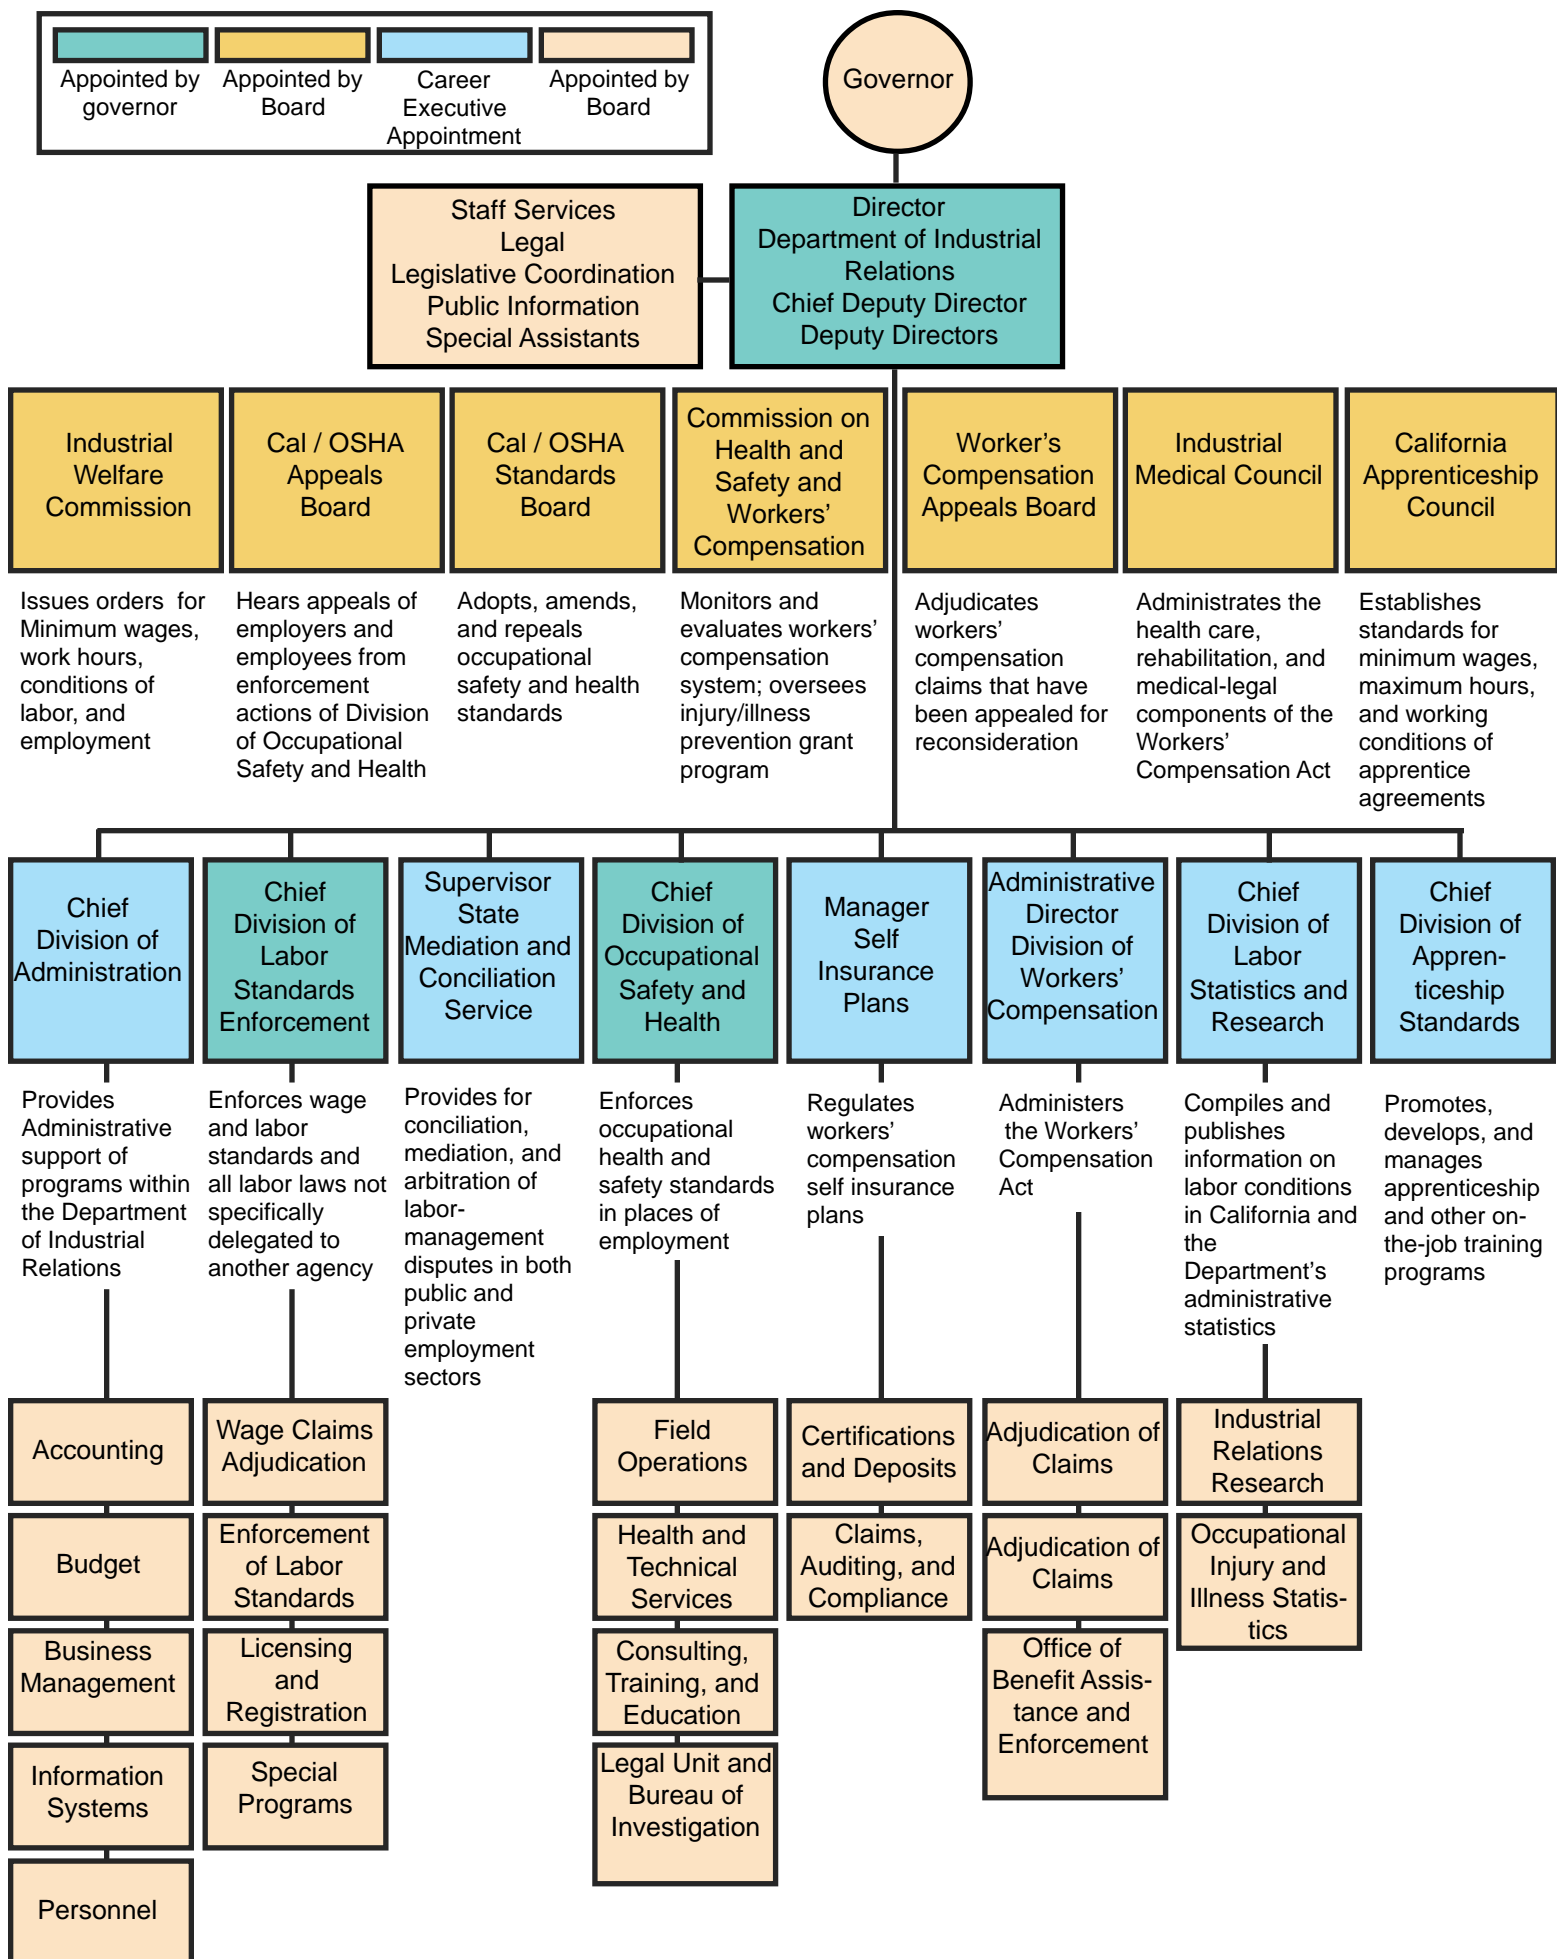 Appointed by
governor
Appointed by
Board
Career
Executive
Appointment
Appointed by
Board
Governor
Staff Services
Legal
Legislative Coordination
Public Information
Special Assistants
Director
Department of Industrial
Relations
Chief Deputy Director
Deputy Directors
Industrial
Welfare
Commission
Cal / OSHA
Appeals
Board
Cal / OSHA
Standards
Board
Commission on
Health and
Safety and
Workers’
Compensation
Worker’s
Compensation
Appeals Board
Industrial
Medical Council
California
Apprenticeship
Council
Issues orders  for
Minimum wages,
work hours,
conditions of
labor, and
employment
Hears appeals of
employers and
employees from
enforcement
actions of Division
of Occupational
Safety and Health
Adopts, amends,
and repeals
occupational
safety and health
standards
Monitors and
evaluates workers’
compensation
system; oversees
injury/illness
prevention grant
program
Adjudicates
workers’
compensation
claims that have
been appealed for
reconsideration
Administrates the
health care,
rehabilitation, and
medical-legal
components of the
Workers’
Compensation Act
Establishes
standards for
minimum wages,
maximum hours,
and working
conditions of
apprentice
agreements
Chief
Division of
Administration
Chief
Division of
Labor
Standards
Enforcement
Supervisor
State
Mediation and
Conciliation
Service
Chief
Division of
Occupational
Safety and
Health
Manager
Self
Insurance
Plans
Administrative
Director
Division of
Workers’
Compensation
Chief
Division of
Labor
Statistics and
Research
Chief
Division of
Appren-
ticeship
Standards
Provides
Administrative
support of
programs within
the Department
of Industrial
Relations
Enforces wage
and labor
standards and
all labor laws not
specifically
delegated to
another agency
Provides for
conciliation,
mediation, and
arbitration of
labor-
management
disputes in both
public and
private
employment
sectors
Enforces
occupational
health and
safety standards
in places of
employment
Regulates
workers’
compensation
self insurance
plans
Administers
the Workers’
Compensation
Act
Compiles and
publishes
information on
labor conditions
in California and
the
Department’s
administrative
statistics
Promotes,
develops, and
manages
apprenticeship
and other on-
the-job training
programs
Accounting
Budget
Business
Management
Information
Systems
Personnel
Wage Claims
Adjudication
Enforcement
of Labor
Standards
Licensing
and
Registration
Special
Programs
Field
Operations
Health and
Technical
Services
Consulting,
Training, and
Education
Legal Unit and
Bureau of
Investigation
Certifications
and Deposits
Claims,
Auditing, and
Compliance
Adjudication of
Claims
Adjudication of
Claims
Office of
Benefit Assis-
tance and
Enforcement
Industrial
Relations
Research
Occupational
Injury and
Illness Statis-
tics